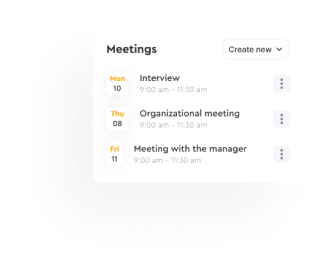 Meetings
Create new
Mon
10
Interview
9:00 am - 11:30 am
Thu
08
Organizational meeting
9:00 am - 11:30 am
Fri
11
Meeting with the manager
9:00 am - 11:30 am